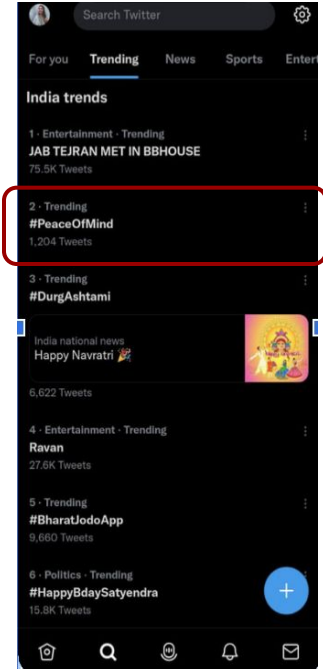 Search Twitter
For you Trending News Sports Entert
India trends
1 · Entertainment · Trending
JAB TEJRAN MET IN BBHOUSE
75.5K Tweets
2 · Trending
#PeaceOfMind
1,204 Tweets
3 · Trending
#DurgAshtami
India national news
Happy Navratri 🎉
6,622 Tweets
4 · Entertainment · Trending
Ravan
27.6K Tweets
5 · Trending
#BharatJodoApp
9,660 Tweets
6 · Politics · Trending
#HappyBdaySatyendra
15.8K Tweets